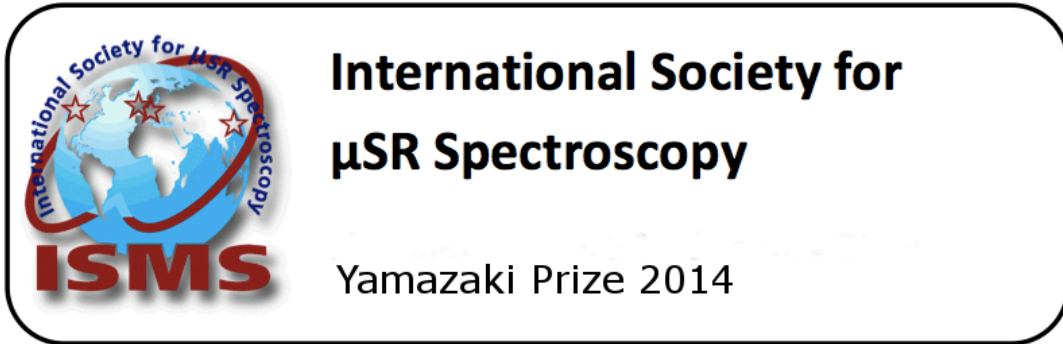 International Society for μSR Spectroscopy
ISMS
International Society for
μSR Spectroscopy
Yamazaki Prize 2014